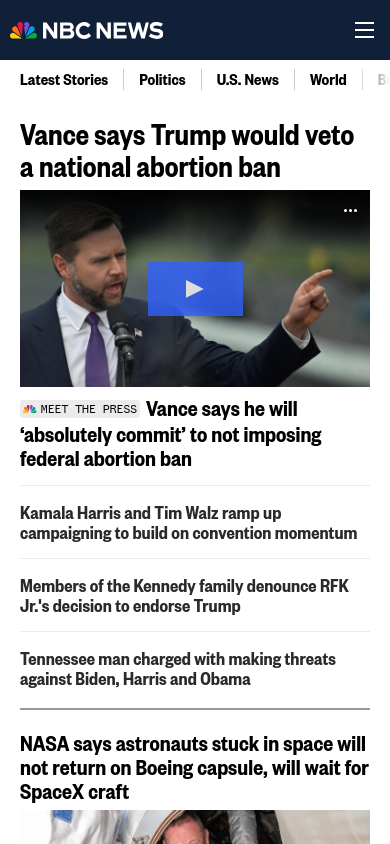 NBC NEWS
Latest Stories
Politics
U.S. News
World
Vance says Trump would veto
a national abortion ban
MEET THE PRESS Vance says he will
‘absolutely commit’ to not imposing
federal abortion ban
Kamala Harris and Tim Walz ramp up
campaigning to build on convention momentum
Members of the Kennedy family denounce RFK
Jr.'s decision to endorse Trump
Tennessee man charged with making threats
against Biden, Harris and Obama
NASA says astronauts stuck in space will
not return on Boeing capsule, will wait for
SpaceX craft